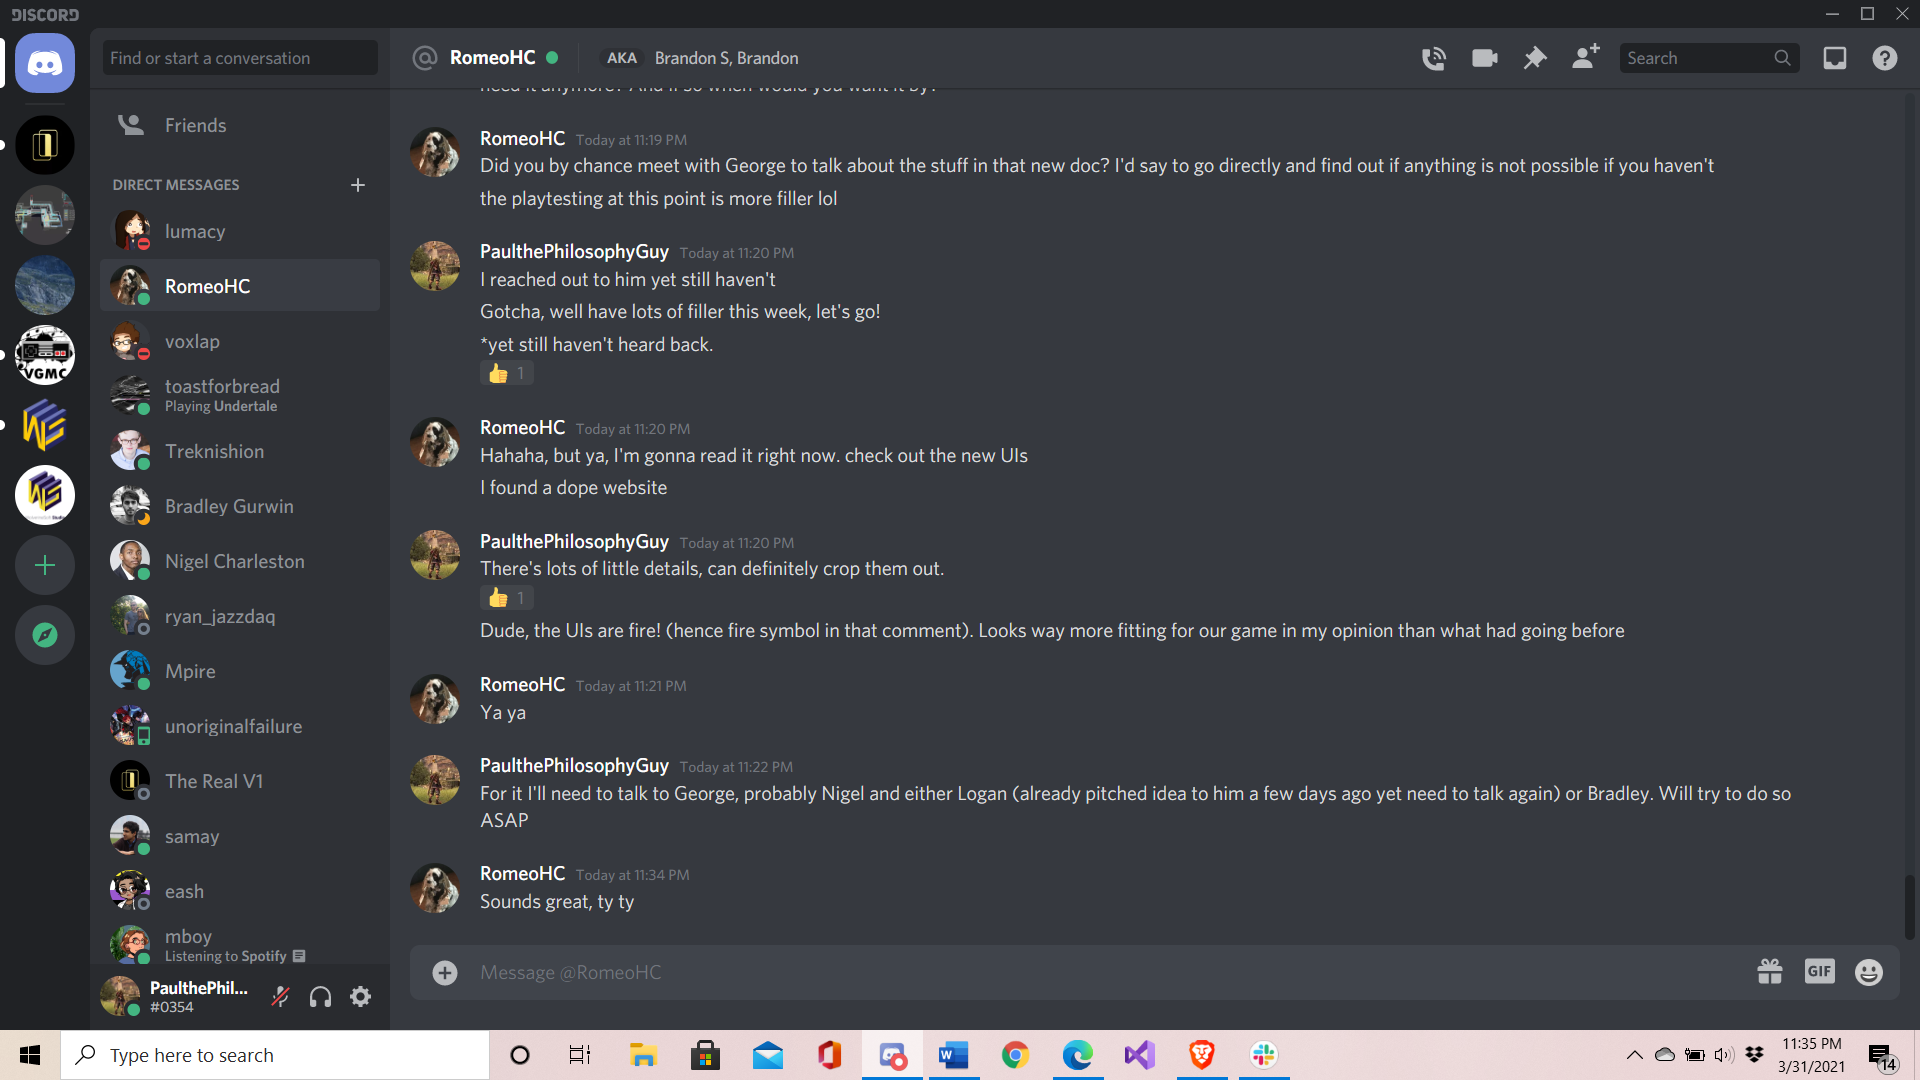 DISCORD
Find or start a conversation
RomeoHC
AKA Brandon S, Brandon
Search
Friends
DIRECT MESSAGES
lumacy
RomeoHC
voxlap
toastforbread
Playing Undertale
Treknishion
Bradley Gurwin
Nigel Charleston
ryan_jazzdaq
Mpire
unoriginalfailure
The Real V1
samay
eash
mboy
Listening to Spotify
PaulthePhil...
#0354
VGMC
need it anymore? And if so when would you want it by?
RomeoHC Today at 11:19 PM
Did you by chance meet with George to talk about the stuff in that new doc? I'd say to go directly and find out if anything is not possible if you haven't
the playtesting at this point is more filler lol
PaulthePhilosophyGuy Today at 11:20 PM
I reached out to him yet still haven't
Gotcha, well have lots of filler this week, let's go!
*yet still haven't heard back.
1
RomeoHC Today at 11:20 PM
Hahaha, but ya, I'm gonna read it right now. check out the new UIs
I found a dope website
PaulthePhilosophyGuy Today at 11:20 PM
There's lots of little details, can definitely crop them out.
1
Dude, the UIs are fire! (hence fire symbol in that comment). Looks way more fitting for our game in my opinion than what had going before
RomeoHC Today at 11:21 PM
Ya ya
PaulthePhilosophyGuy Today at 11:22 PM
For it I'll need to talk to George, probably Nigel and either Logan (already pitched idea to him a few days ago yet need to talk again) or Bradley. Will try to do so
ASAP
RomeoHC Today at 11:34 PM
Sounds great, ty ty
Message @RomeoHC
GIF
Type here to search
11:35 PM
3/31/2021
14